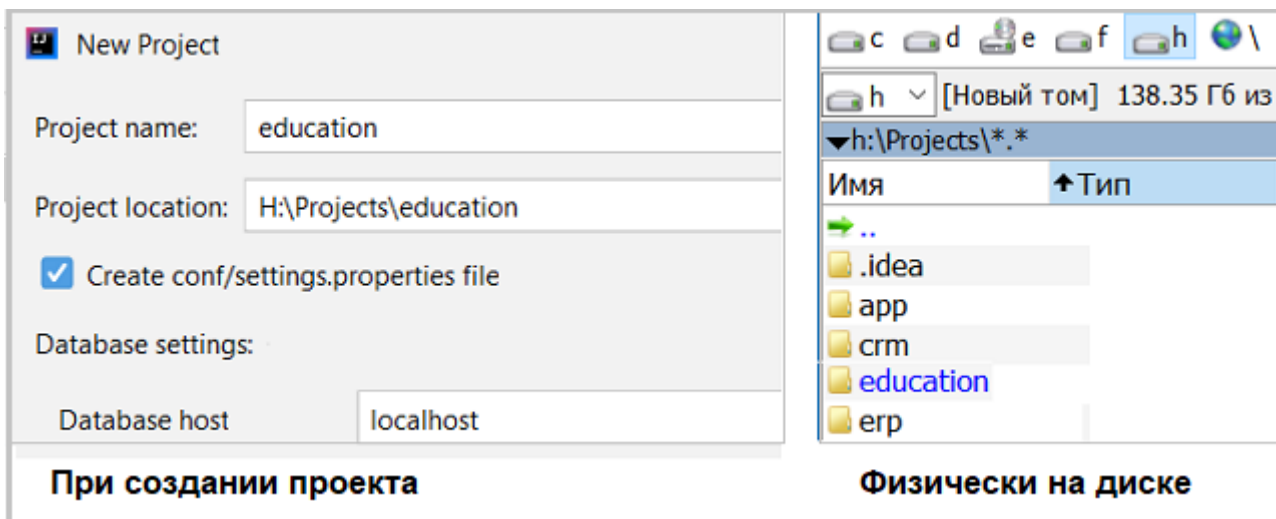 New Project
Project name: education
Project location: H:\Projects\education
Create conf/settings.properties file
Database settings:
Database host localhost
При создании проекта
c d e f h \
h [Новый том] 138.35 Гб из
h:\Projects\*.*
Имя Тип
..
.idea
app
crm
education
erp
Физически на диске